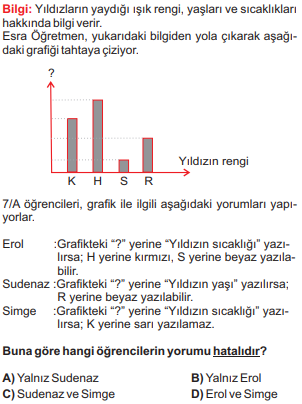 Bilgi: Yıldızların yaydığı ışık rengi, yaşları ve sıcaklıkları
hakkında bilgi verir.
Esra Öğretmen, yukarıdaki bilgiden yola çıkarak aşağı-
daki grafiği tahtaya çiziyor.
?
Yıldızın rengi
K H S R
7/A öğrencileri, grafik ile ilgili aşağıdaki yorumları yapı-
yorlar.
Erol :Grafikteki "?" yerine "Yıldızın sıcaklığı" yazı-
lırsa; H yerine kırmızı, S yerine beyaz yazıla-
bilir.
Sudenaz :Grafikteki "?" yerine "Yıldızın yaşı" yazılırsa;
R yerine beyaz yazılabilir.
Simge :Grafikteki "?" yerine "Yıldızın sıcaklığı" yazı-
lırsa; K yerine sarı yazılamaz.
Buna göre hangi öğrencilerin yorumu hatalıdır?
A) Yalnız Sudenaz B) Yalnız Erol
C) Sudenaz ve Simge D) Erol ve Simge